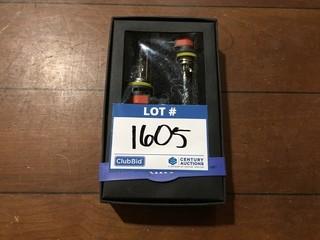 LOT #
1605
ClubBid
CENTURY
AUCTIONS